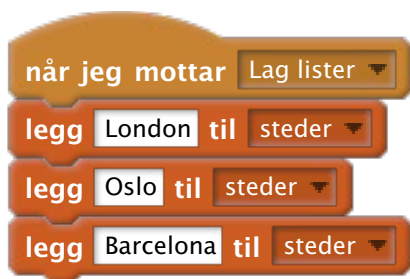 når jeg mottar Lag lister
legg London til steder
legg Oslo til steder
legg Barcelona til steder